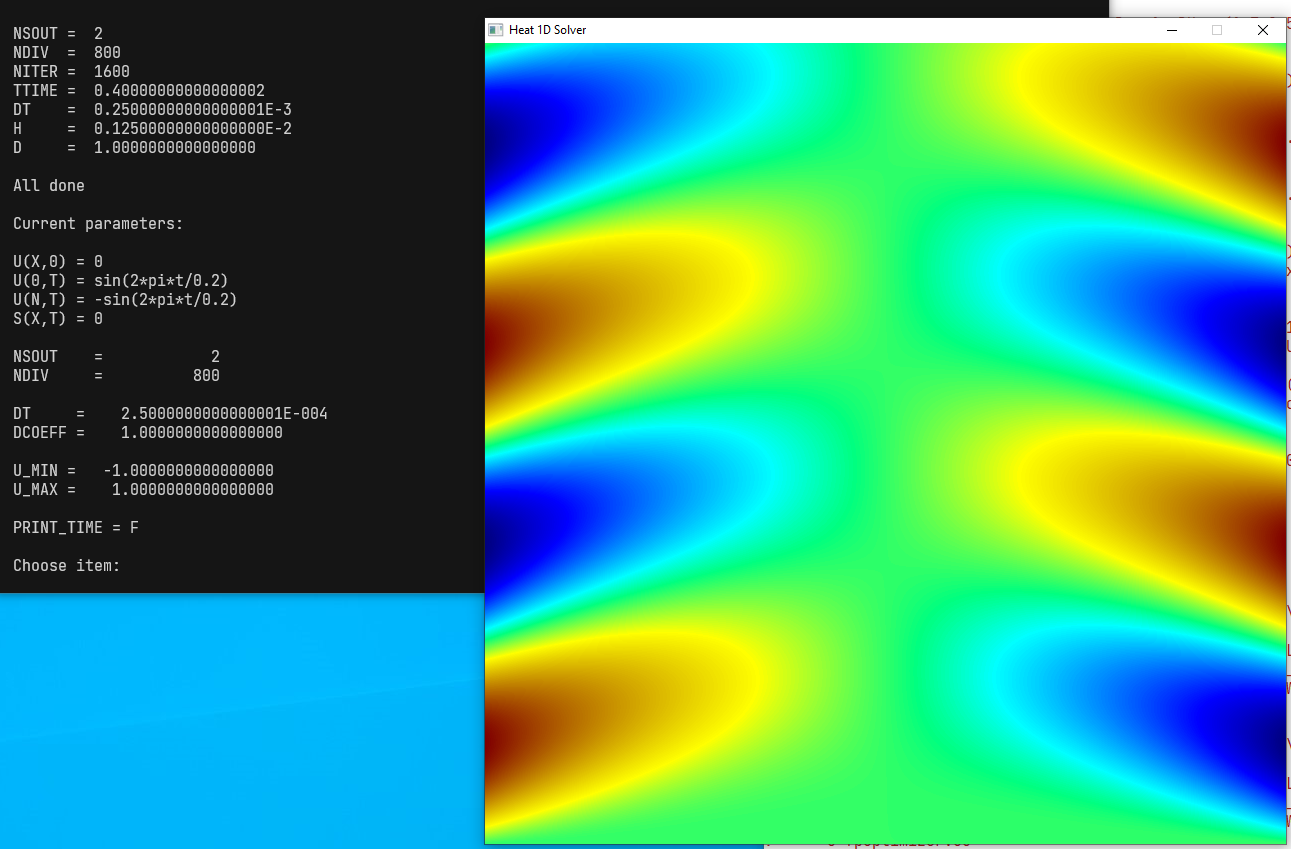 NSOUT =  2
NDIV  =  800
NITER =  1600
TTIME =  0.40000000000000002
DT    =  0.25000000000000001E-3
H     =  0.12500000000000000E-2
D     =  1.0000000000000000
All done
Current parameters:
U(X,0) = 0
U(0,T) = sin(2*pi*t/0.2)
U(N,T) = -sin(2*pi*t/0.2)
S(X,T) = 0
NSOUT    =            2
NDIV     =          800
DT     =    2.5000000000000001E-004
DCOEFF =    1.0000000000000000
U_MIN =   -1.0000000000000000
U_MAX =    1.0000000000000000
PRINT_TIME = F
Choose item:
Heat 1D Solver